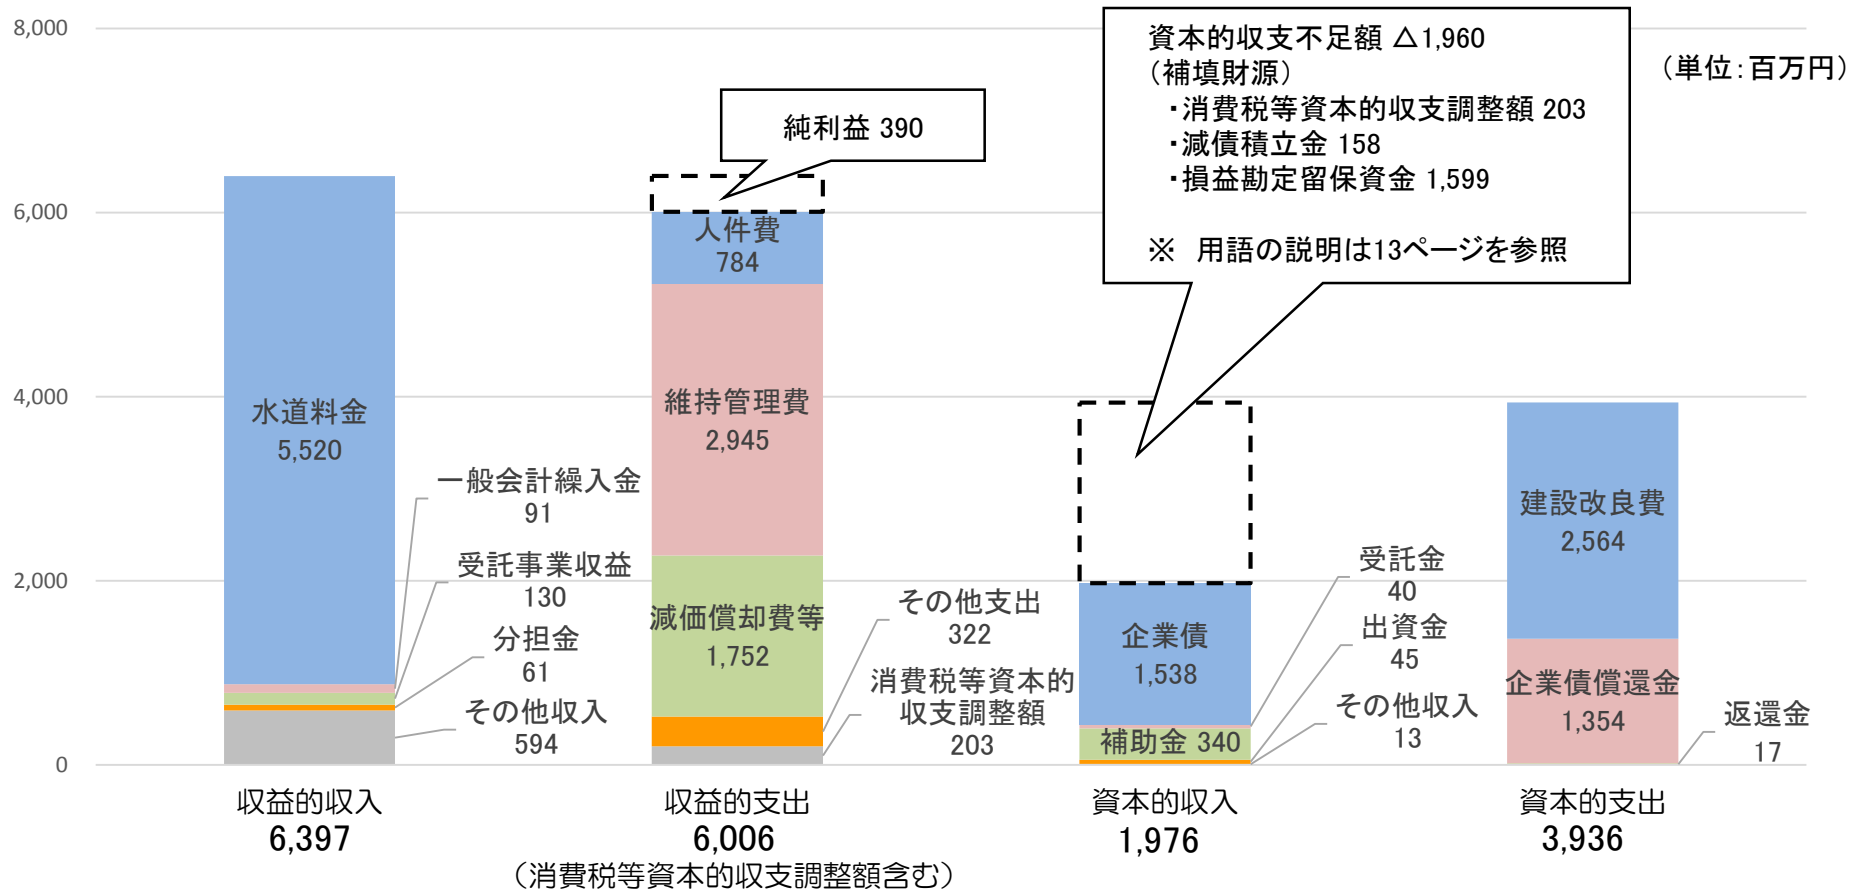 8,000
6,000
4,000
2,000
0
(単位:百万円)
純利益 390
資本的収支不足額 △1,960
(補填財源)
・消費税等資本的収支調整額 203
・減債積立金 158
・損益勘定留保資金 1,599
※ 用語の説明は13ページを参照
水道料金
5,520
一般会計繰入金
91
受託事業収益
130
分担金
61
その他収入
594
人件費
784
維持管理費
2,945
減価償却費等
1,752
その他支出
322
消費税等資本的
収支調整額
203
企業債
1,538
受託金
40
補助金 340
出資金
45
その他収入
13
建設改良費
2,564
企業債償還金
1,354
返還金
17
収益的収入
6,397
収益的支出
6,006
(消費税等資本的収支調整額含む)
資本的収入
1,976
資本的支出
3,936